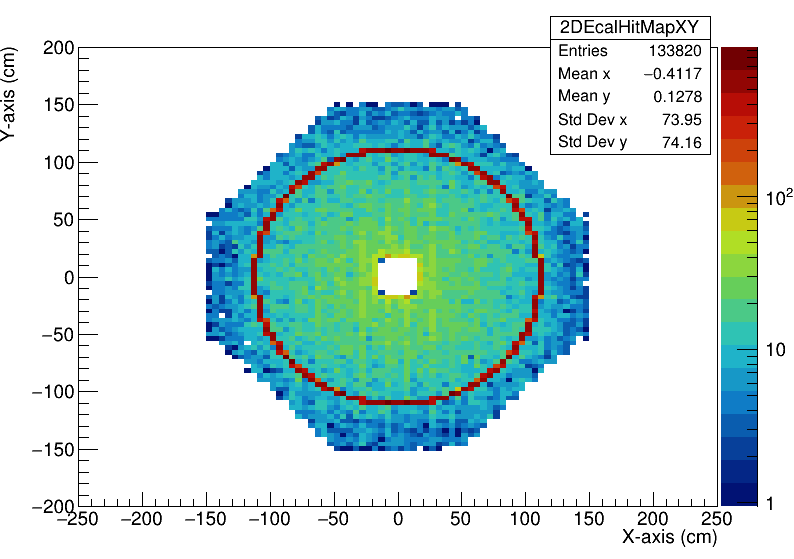 2DEcalHitMapXY
Entries 133820
Mean x −0.4117
Mean y 0.1278
Std Dev x 73.95
Std Dev y 74.16
Y-axis (cm)
200
150
100
50
0
−50
−100
−150
−200
−250 −200 −150 −100 −50 0 50 100 150 200 250
X-axis (cm)
10²
10
1